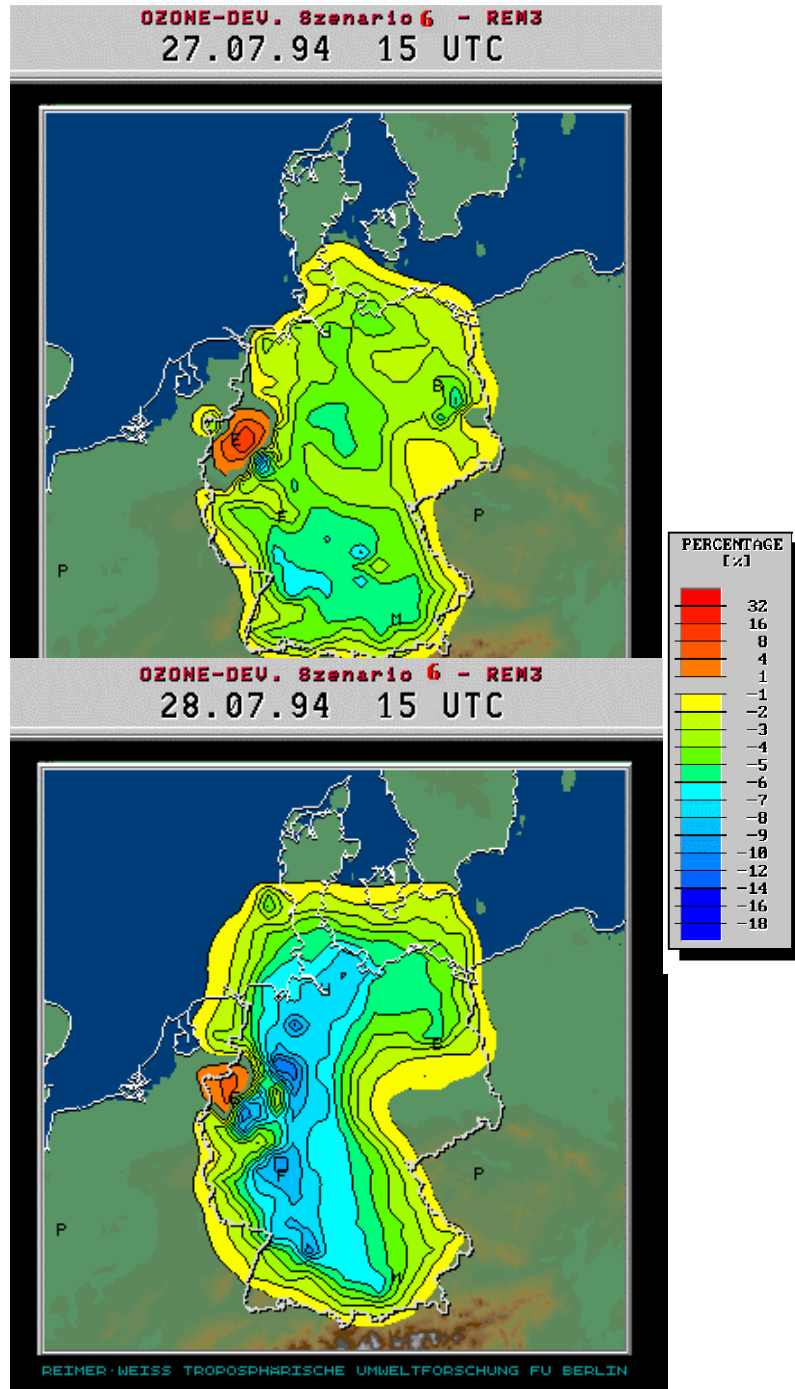 OZONE-DEV. Szenario 6 - REM3
27.07.94 15 UTC
B
E
F
P
P
M
PERCENTAGE
[%]
32
16
8
4
1
-1
-2
-3
-4
-5
-6
-7
-8
-9
-10
-12
-14
-16
-18
OZONE-DEV. Szenario 6 - REM3
28.07.94 15 UTC
P
F
P
M
REIMER·WEISS TROPOSPHÄRISCHE UMWELTFORSCHUNG FU BERLIN